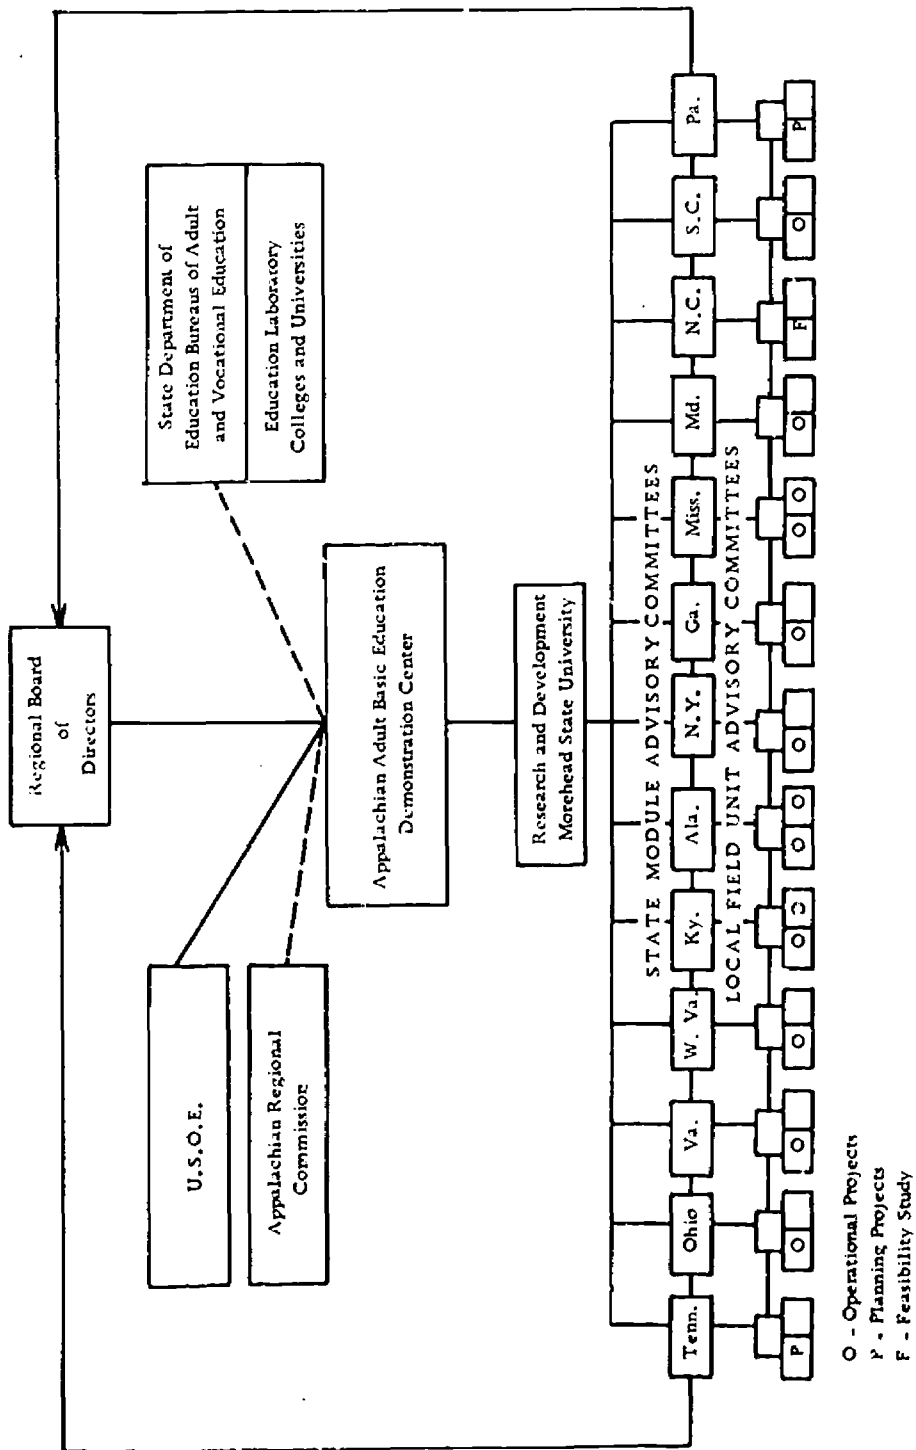 Regional Board
of
Directors
U.S.O.E.
Appalachian Regional
Commission
State Department of
Education Bureaus of Adult
and Vocational Education
Education Laboratory
Colleges and Universities
Appalachian Adult Basic Education
Demonstration Center
Research and Development
Morehead State University
STATE MODULE ADVISORY COMMITTEES
Tenn.
Ohio
Va.
W. Va.
Ky.
Ala.
N.Y.
Ga.
Miss.
Md.
N.C.
S.C.
Pa.
LOCAL FIELD UNIT ADVISORY COMMITTEES
P
O
O
O
O O
O O
O
O
O O
O
F
O
P
O - Operational Projects
P - Planning Projects
F - Feasibility Study